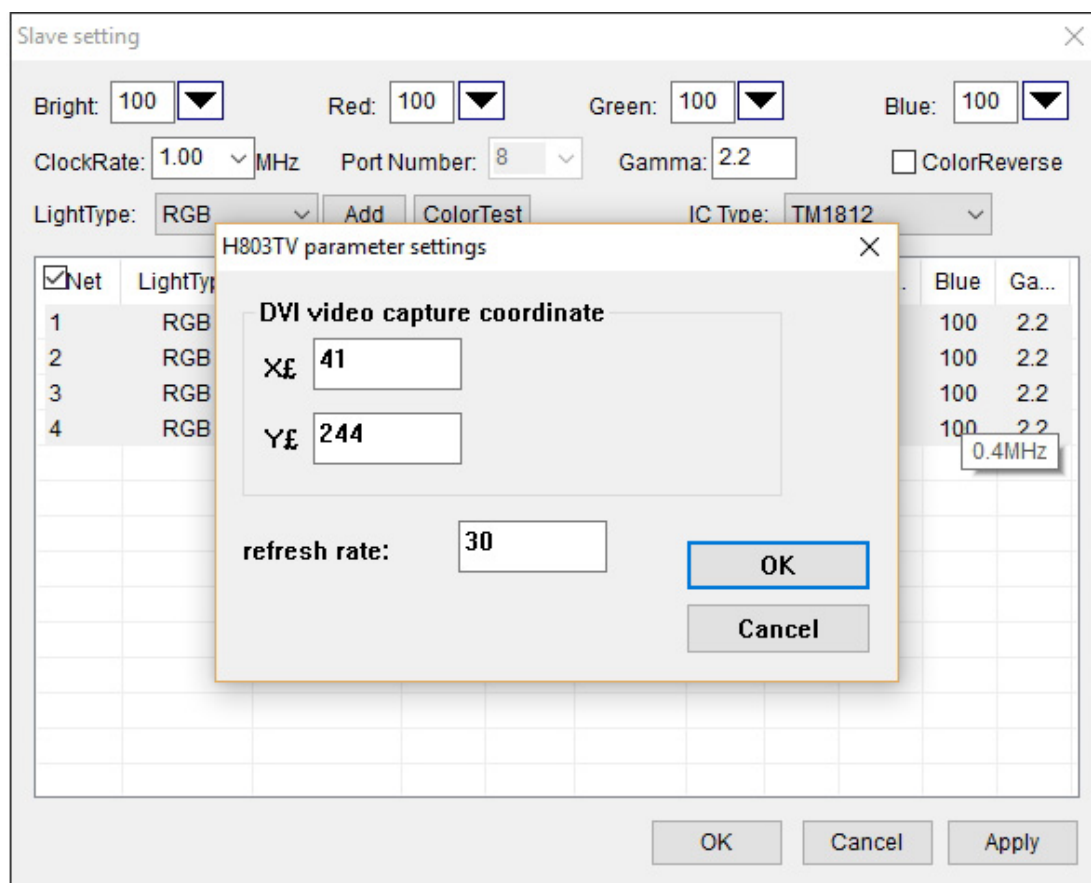 Slave setting
Bright: 100 Red: 100 Green: 100 Blue: 100
ClockRate: 1.00 MHz Port Number: 8 Gamma: 2.2 ColorReverse
LightType: RGB Add ColorTest IC Type: TM1812
H803TV parameter settings
Net LightTyp . Blue Ga...
1 RGB 100 2.2
2 RGB 100 2.2
3 RGB 100 2.2
4 RGB 100 2.2
0.4MHz
DVI video capture coordinate
X£ 41
Y£ 244
refresh rate: 30
OK
Cancel
OK Cancel Apply